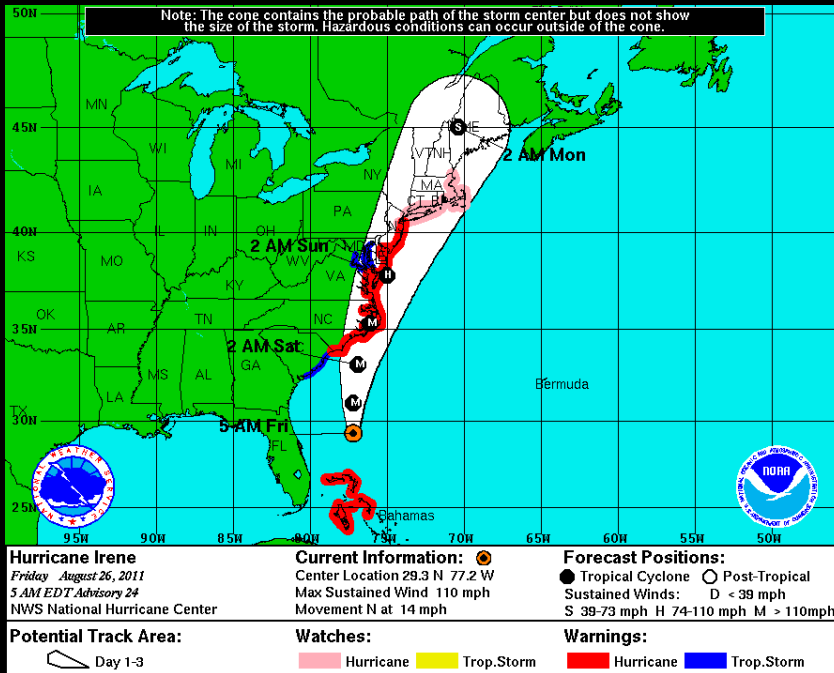 Note: The cone contains the probable path of the storm center but does not show
the size of the storm. Hazardous conditions can occur outside of the cone.
50N
MN
45N
WI
MI
S ME
VT NH
2 AM Mon
NY
MA
CT RI
IA
PA
N
40N
IL IN OH
2 AM Sun
MD
KS
MO
WV
VA
H
KY
OK
TN
NC
M
35N
AR
2 AM Sat
M
MS AL GA
Bermuda
TX
LA
M
30N
5 AM Fri
FL
NATIONAL WEATHER SERVICE
NOAA
25N
Bahamas
95W 90W 85W 80W 75W 70W 65W 60W 55W 50W
Hurricane Irene
Friday August 26, 2011
5 AM EDT Advisory 24
NWS National Hurricane Center
Current Information:
Center Location 29.3 N 77.2 W
Max Sustained Wind 110 mph
Movement N at 14 mph
Forecast Positions:
Tropical Cyclone Post-Tropical
Sustained Winds: D < 39 mph
S 39-73 mph H 74-110 mph M > 110mph
Potential Track Area:
Day 1-3
Watches:
Hurricane Trop.Storm
Warnings:
Hurricane Trop.Storm